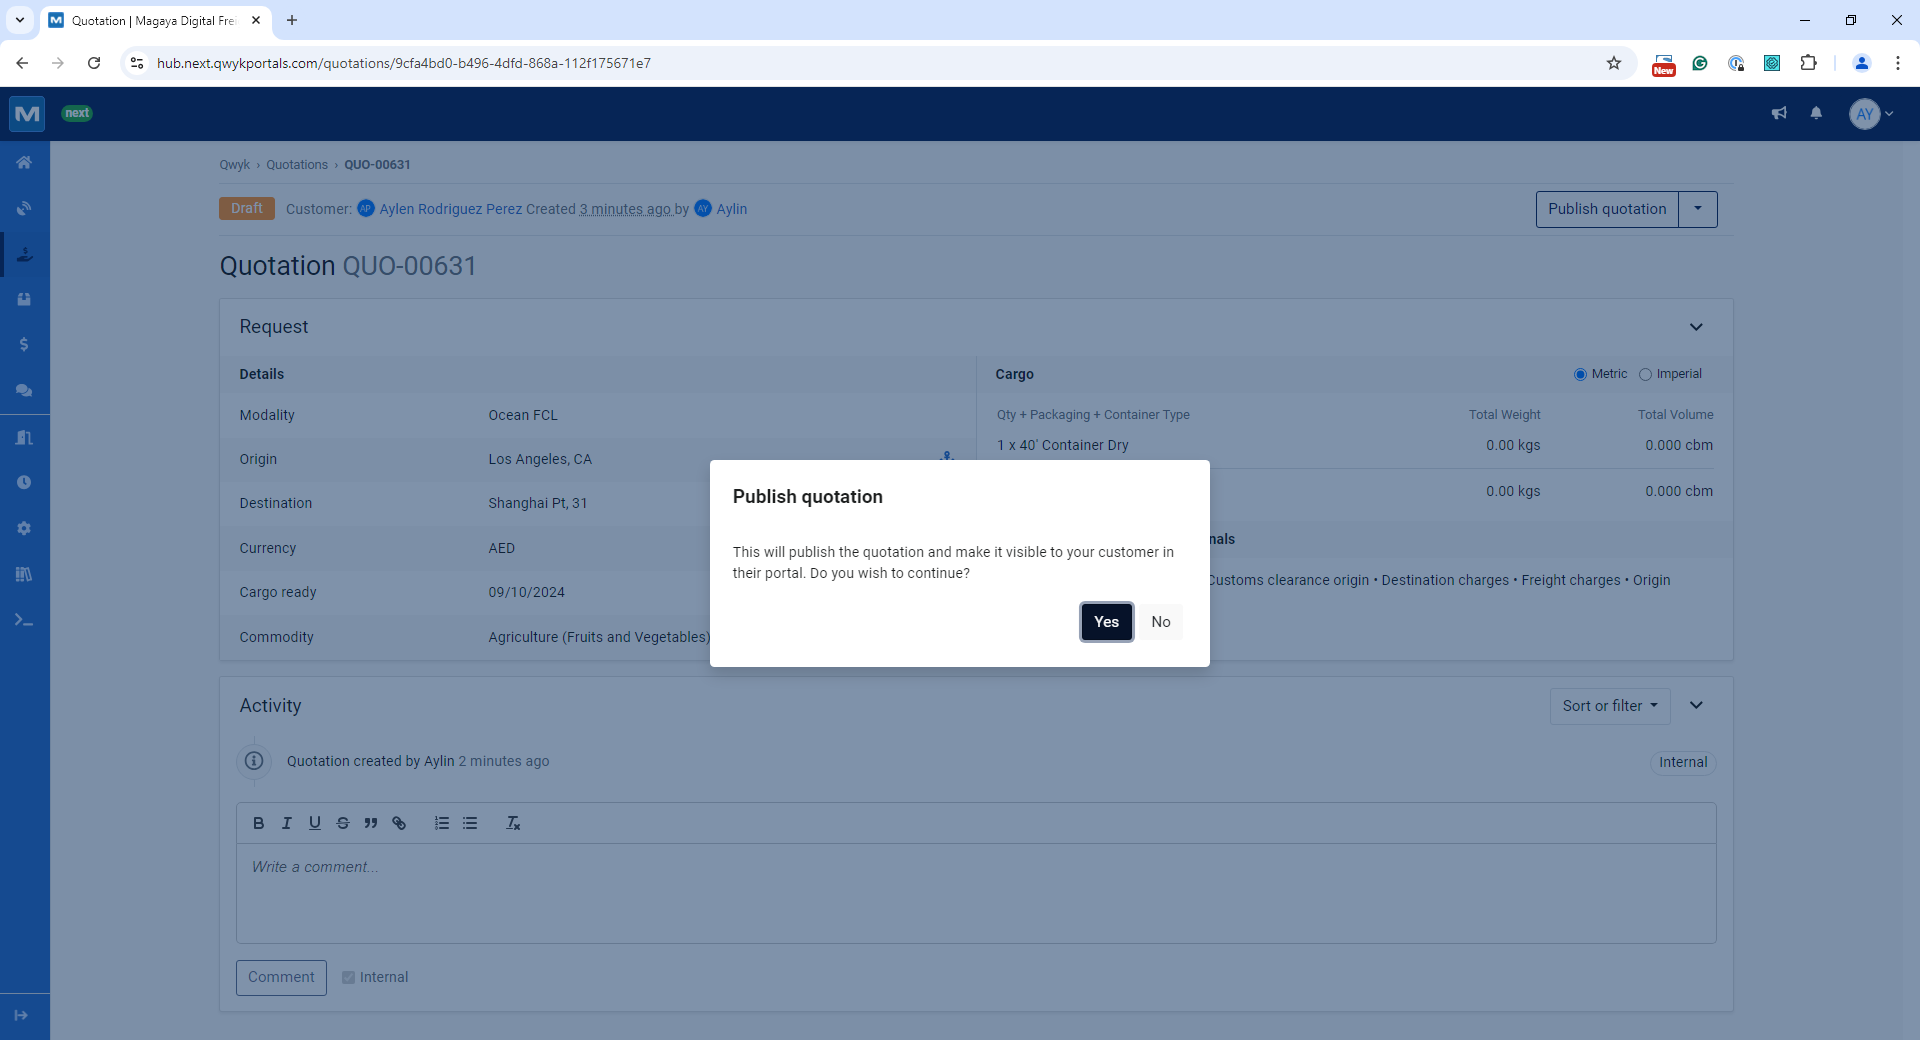 Quotation | Magaya Digital Frei
hub.next.qwykportals.com/quotations/9cfa4bd0-b496-4dfd-868a-112f175671e7
New
M next
AY
Qwyk › Quotations › QUO-00631
Draft Customer: AP Aylen Rodriguez Perez Created 3 minutes ago by AY Aylin
Publish quotation
Quotation QUO-00631
Request
Details
Cargo
Metric Imperial
Modality Ocean FCL
Qty + Packaging + Container Type Total Weight Total Volume
1 x 40' Container Dry 0.00 kgs 0.000 cbm
Origin Los Angeles, CA
Destination Shanghai Pt, 31
0.00 kgs 0.000 cbm
nals
Currency AED
Customs clearance origin • Destination charges • Freight charges • Origin
Cargo ready 09/10/2024
Commodity Agriculture (Fruits and Vegetables)
Publish quotation
This will publish the quotation and make it visible to your customer in
their portal. Do you wish to continue?
Yes No
Activity
Sort or filter
Quotation created by Aylin 2 minutes ago
Internal
Write a comment...
Comment Internal